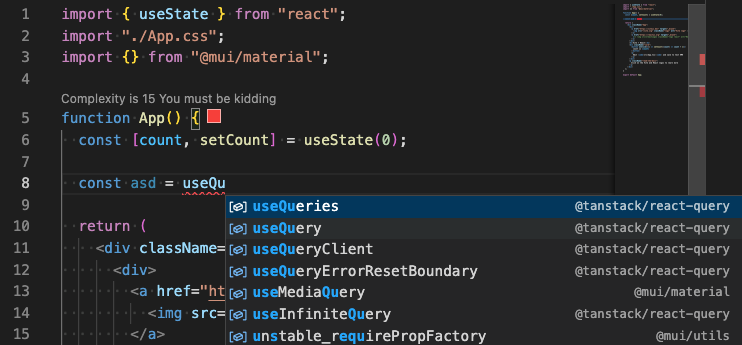 1 import { useState } from "react";
2 import "./App.css";
3 import {} from "@mui/material";
4
Complexity is 15 You must be kidding
5 function App() {
6 const [count, setCount] = useState(0);
7
8 const asd = useQu
9 useQueries @tanstack/react-query
10 return ( useQuery @tanstack/react-query
11 <div className= useQueryClient @tanstack/react-query
12 <div> useQueryErrorResetBoundary @tanstack/react-query
13 <a href="ht useMediaQuery @mui/material
14 <img src= useInfiniteQuery @tanstack/react-query
15 </a> unstable_requirePropFactory @mui/utils